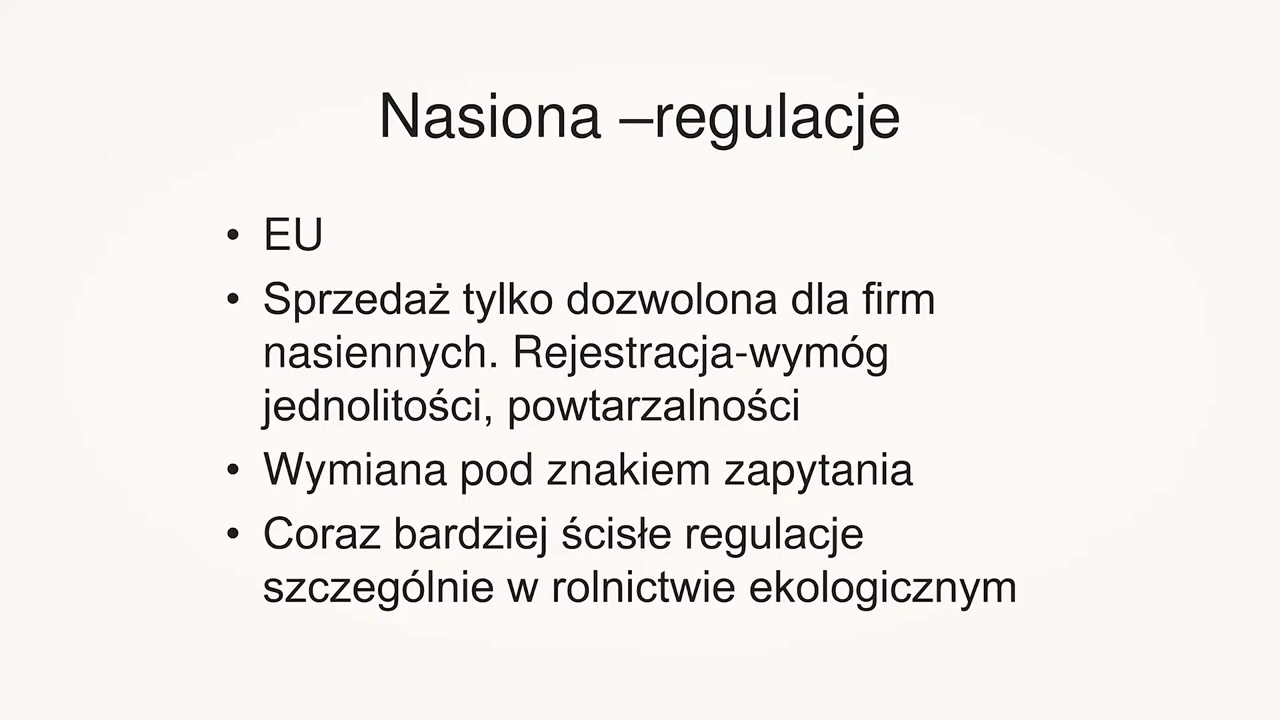 Nasiona –regulacje
• EU
• Sprzedaż tylko dozwolona dla firm
nasiennych. Rejestracja-wymóg
jednolitości, powtarzalności
• Wymiana pod znakiem zapytania
• Coraz bardziej ścisłe regulacje
szczególnie w rolnictwie ekologicznym